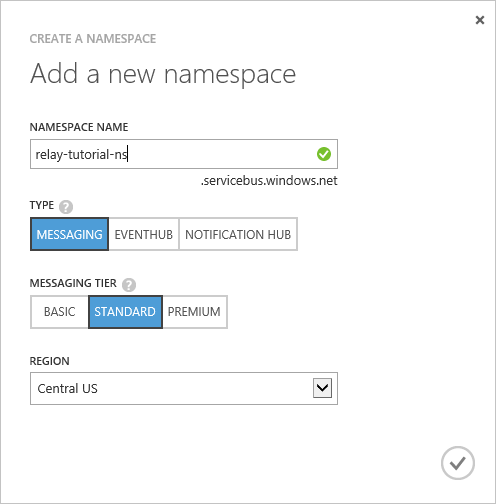 CREATE A NAMESPACE
Add a new namespace
NAMESPACE NAME
relay-tutorial-ns
.servicebus.windows.net
TYPE ?
MESSAGING EVENTHUB NOTIFICATION HUB
MESSAGING TIER ?
BASIC STANDARD PREMIUM
REGION
Central US